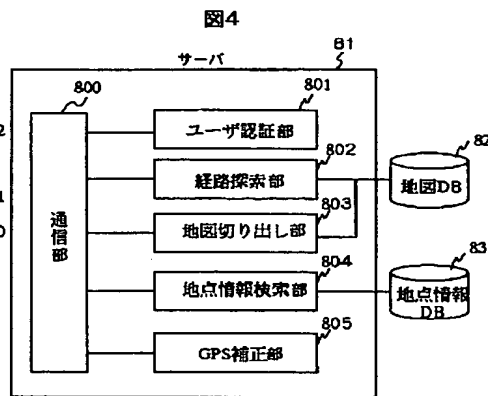 図4
サーバ
81
800
801
ユーザ認証部
802
経路探索部
82
地図DB
通信部
803
地図切り出し部
804
地点情報検索部
83
地点情報
DB
805
GPS補正部